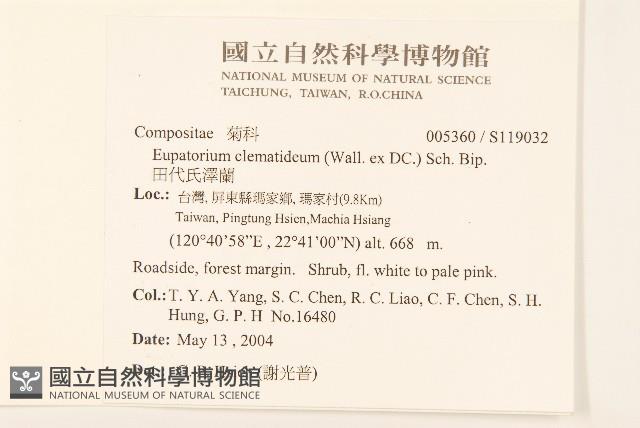 國立自然科學博物館
NATIONAL MUSEUM OF NATURAL SCIENCE
TAICHUNG, TAIWAN, R.O.CHINA
Compositae 菊科 005360 / S119032
Eupatorium clematideum (Wall. ex DC.) Sch. Bip.
田代氏澤蘭
Loc.: 台灣, 屏東縣瑪家鄉, 瑪家村(9.8Km)
Taiwan, Pingtung Hsien,Machia Hsiang
(120°40'58”E , 22°41'00”N) alt. 668 m.
Roadside, forest margin. Shrub, fl. white to pale pink.
Col.: T. Y. A. Yang, S. C. Chen, R. C. Liao, C. F. Chen, S. H.
Hung, G. P. H No.16480
Date: May 13 , 2004
(謝光普)
國立自然科學博物館
NATIONAL MUSEUM OF NATURAL SCIENCE